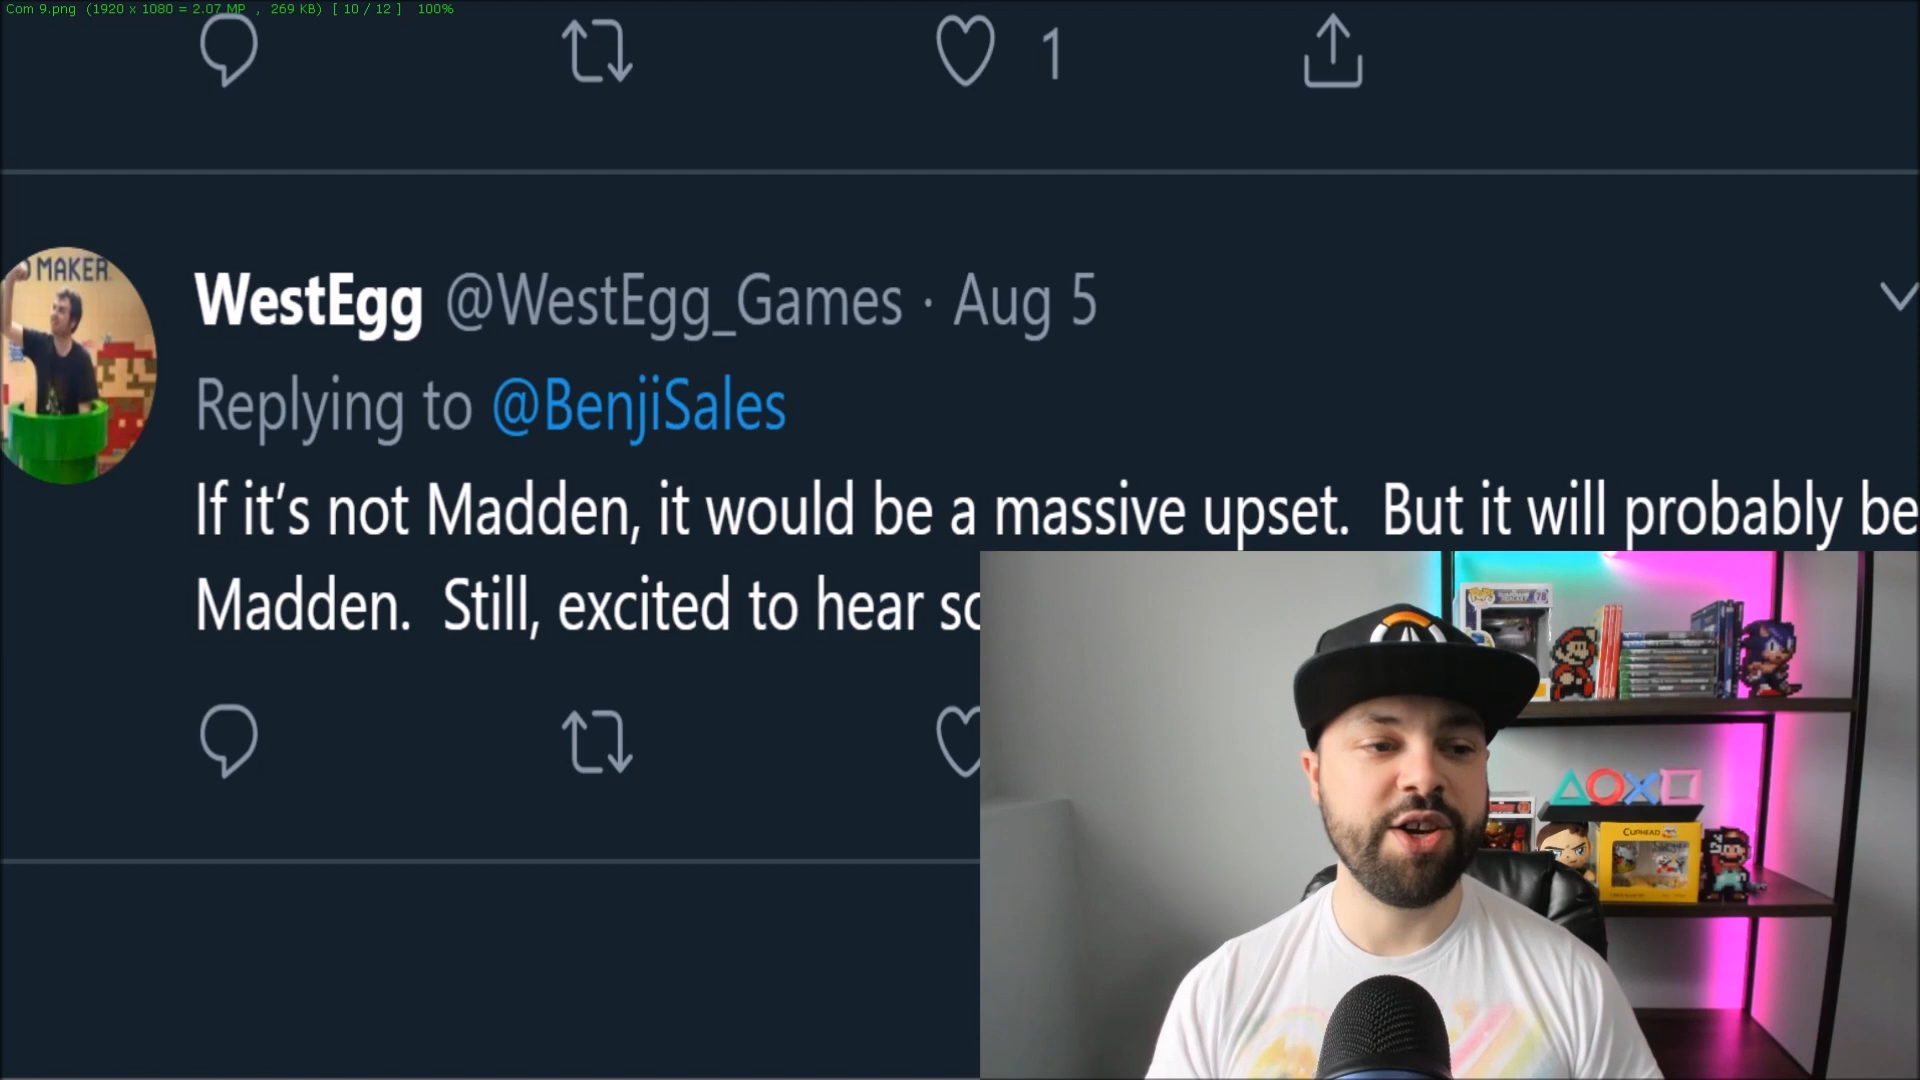 Com 9.png (1920 x 1080 = 2.07 MP , 269 KB) [ 10 / 12 ] 100%
1
MAKER
WestEgg @WestEgg_Games · Aug 5
Replying to @BenjiSales
If it’s not Madden, it would be a massive upset. But it will probably be
Madden. Still, excited to hear
CUPHEAD